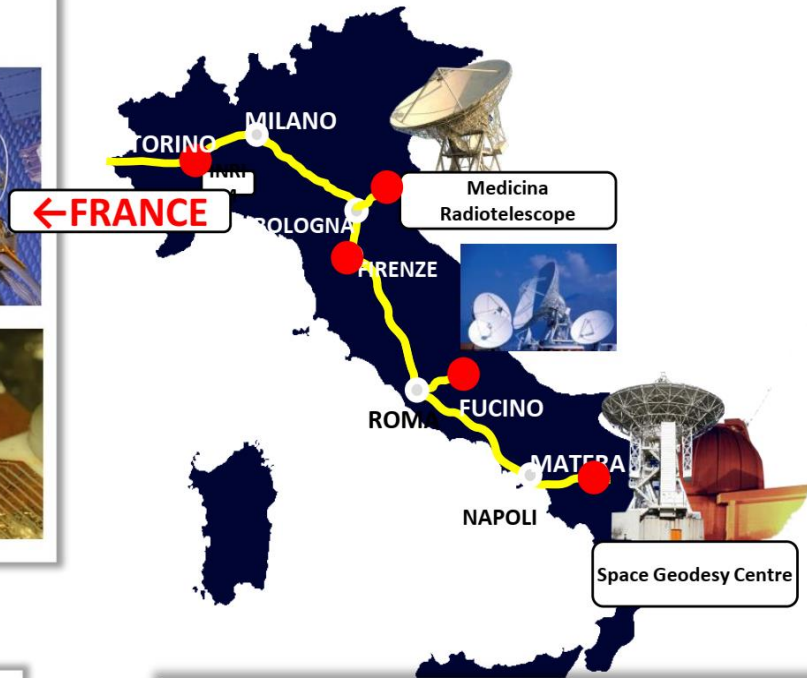 MILANO
TORINO
INRI
←FRANCE
Medicina
Radiotelescope
BOLOGNA
FIRENZE
ROMA
FUCINO
MATERA
NAPOLI
Space Geodesy Centre